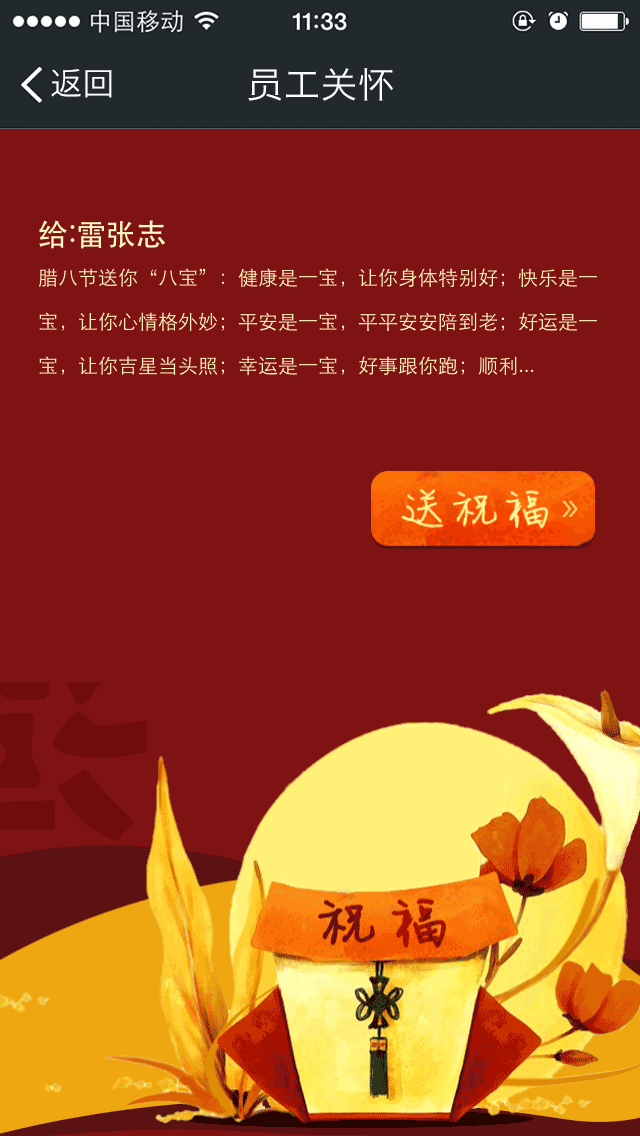 中国移动 11:33
返回 员工关怀
给:雷张志
腊八节送你“八宝”：健康是一宝，让你身体特别好；快乐是一
宝，让你心情格外妙；平安是一宝，平平安安陪到老；好运是一
宝，让你吉星当头照；幸运是一宝，好事跟你跑；顺利...
送祝福»
祝福